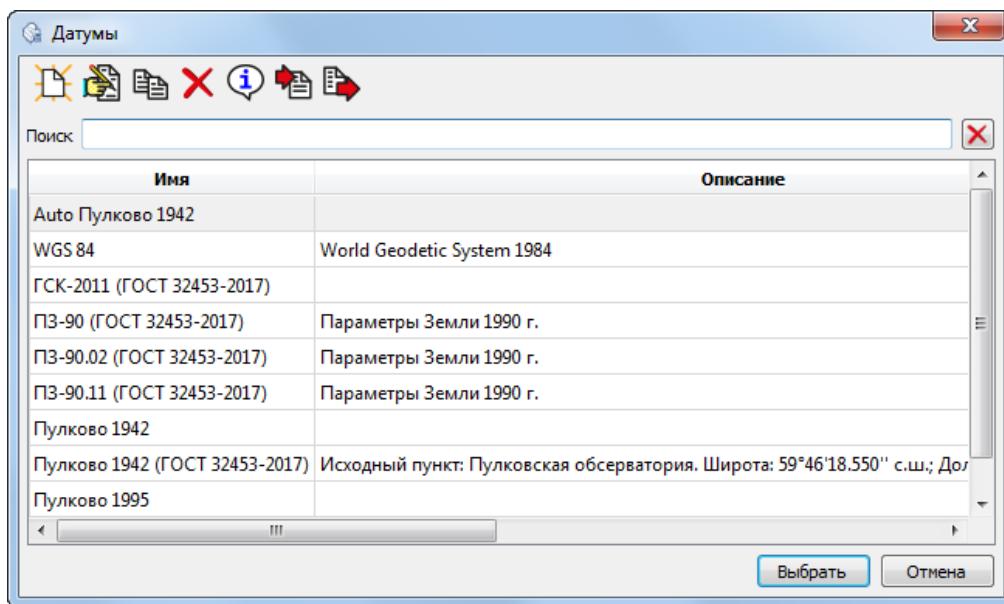 Датумы
Поиск
Имя Описание
Auto Пулково 1942
WGS 84 World Geodetic System 1984
ГСК-2011 (ГОСТ 32453-2017)
ПЗ-90 (ГОСТ 32453-2017) Параметры Земли 1990 г.
ПЗ-90.02 (ГОСТ 32453-2017) Параметры Земли 1990 г.
ПЗ-90.11 (ГОСТ 32453-2017) Параметры Земли 1990 г.
Пулково 1942
Пулково 1942 (ГОСТ 32453-2017) Исходный пункт: Пулковская обсерватория. Широта: 59°46'18.550'' с.ш.; Дол
Пулково 1995
Выбрать Отмена